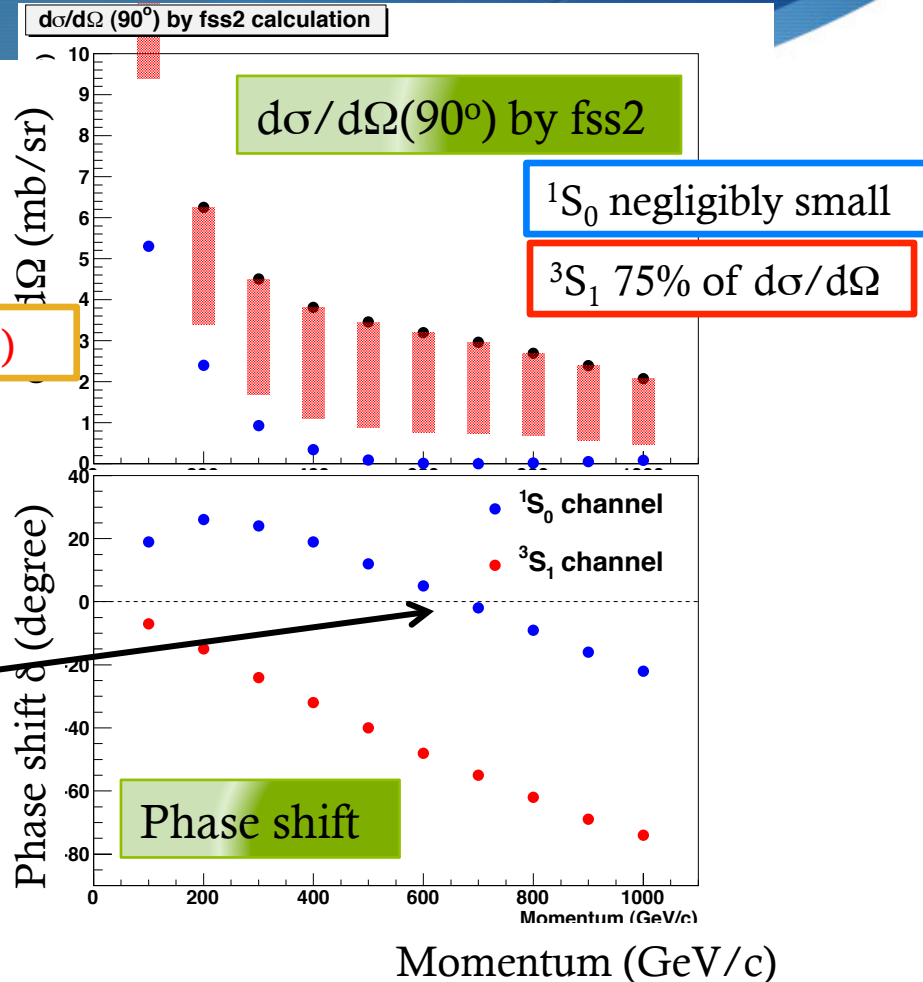 dσ/dΩ (90°) by fss2 calculation
dσ/dΩ(90°) by fss2
¹S₀ negligibly small
³S₁ 75% of dσ/dΩ
dΩ (mb/sr)
)
10
9
8
7
6
5
4
3
2
1
0
Phase shift δ (degree)
40
20
0
-20
-40
-60
-80
¹S₀ channel
³S₁ channel
Phase shift
0 200 400 600 800 1000
Momentum (GeV/c)
Momentum (GeV/c)